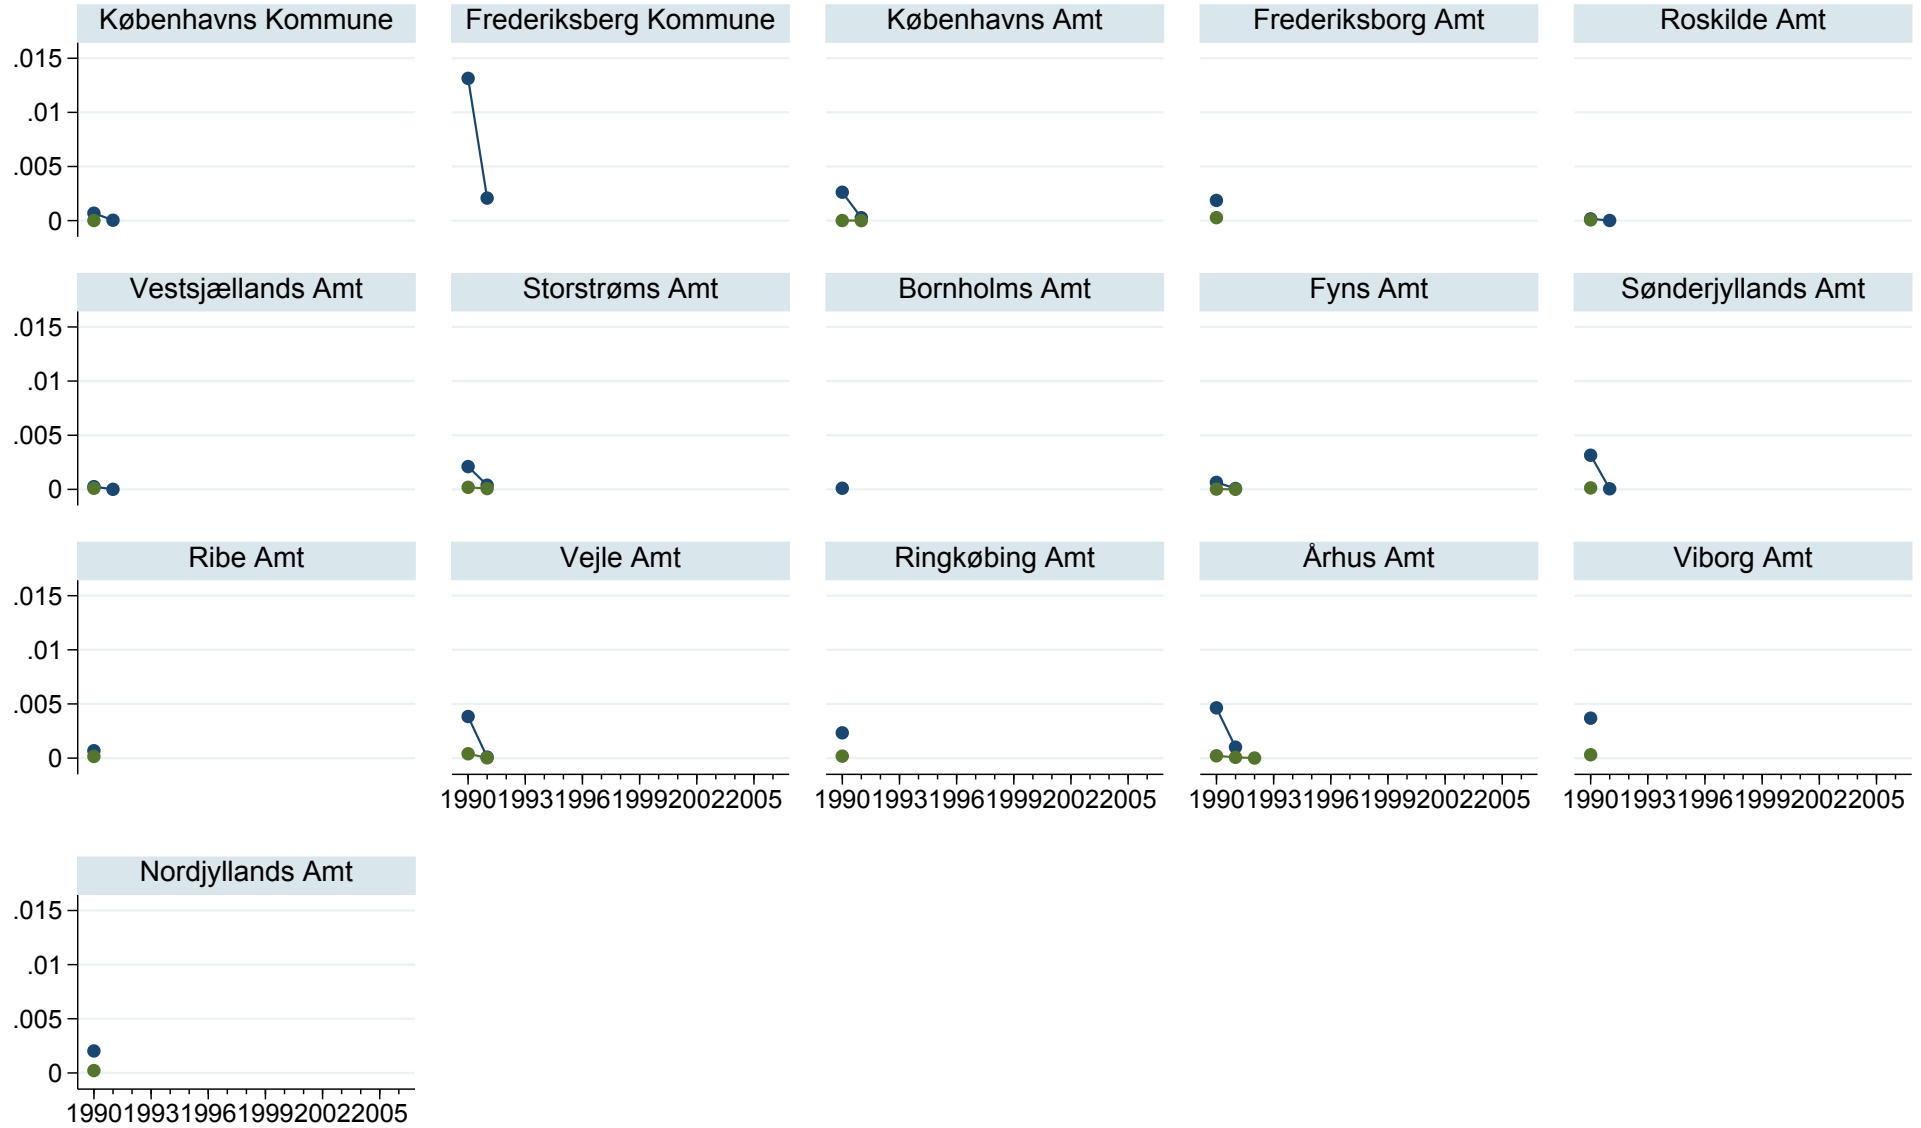 Københavns Kommune
Frederiksberg Kommune
Københavns Amt
Frederiksborg Amt
Roskilde Amt
.015
.01
.005
0
Vestsjællands Amt
Storstrøms Amt
Bornholms Amt
Fyns Amt
Sønderjyllands Amt
.015
.01
.005
0
Ribe Amt
Vejle Amt
Ringkøbing Amt
Århus Amt
Viborg Amt
.015
.01
.005
0
1990 1993 1996 1999 2002 2005
1990 1993 1996 1999 2002 2005
1990 1993 1996 1999 2002 2005
1990 1993 1996 1999 2002 2005
Nordjyllands Amt
.015
.01
.005
0
1990 1993 1996 1999 2002 2005